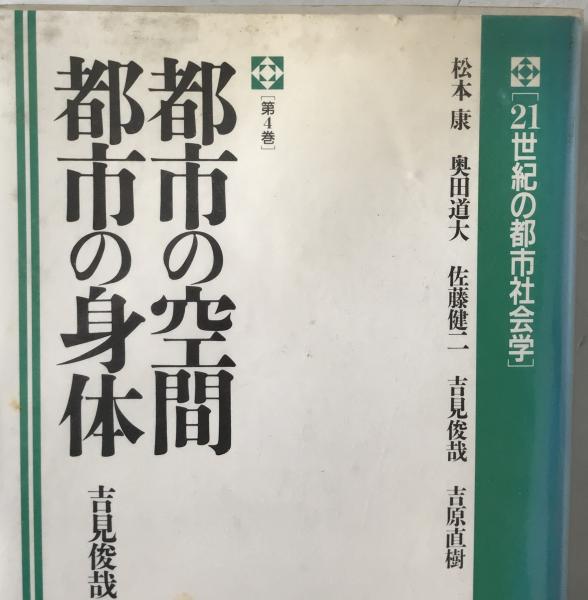 [21世紀の都市社会学]
松本康 奥田道大 佐藤健二 吉見俊哉 吉原直樹
[第4巻]
都市の空間
都市の身体
吉見俊哉